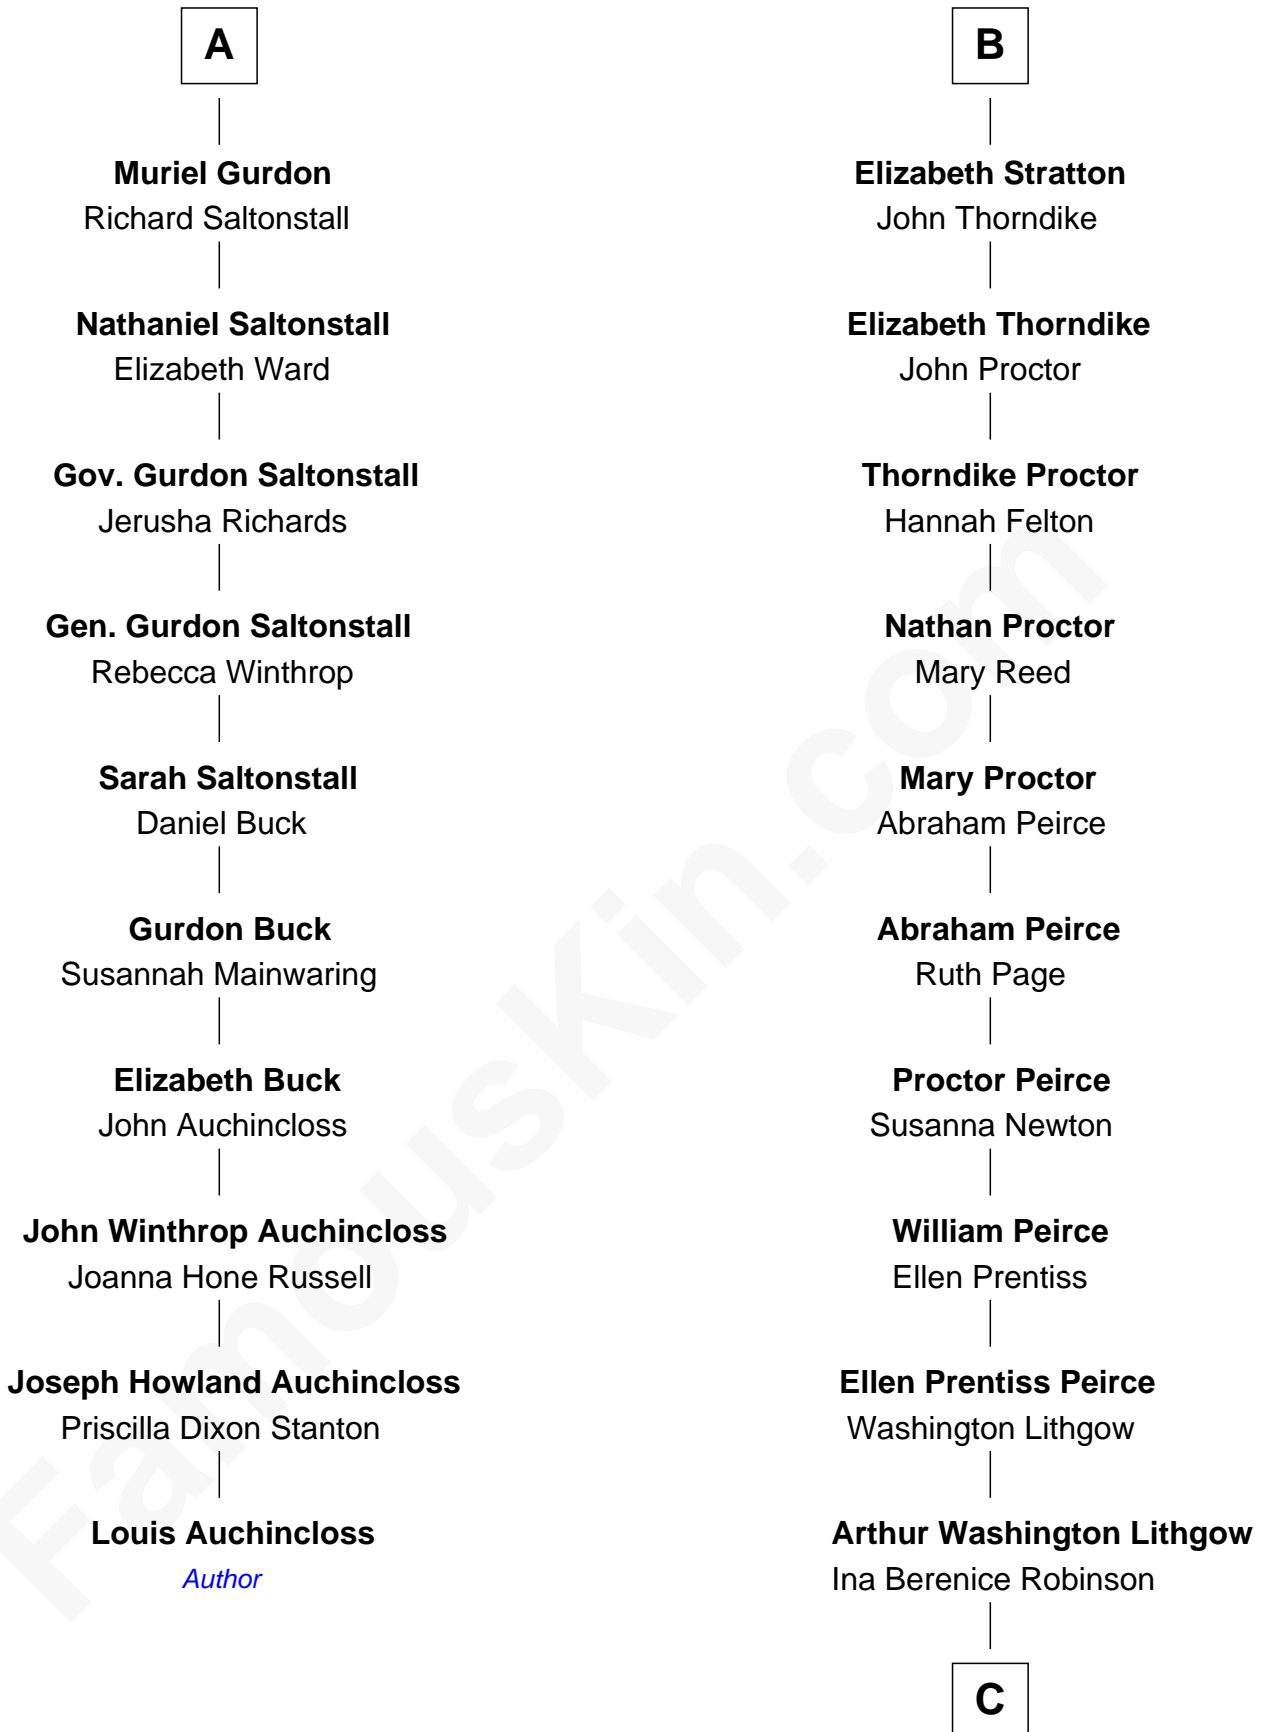 A
Muriel Gurdon
Richard Saltonstall
Nathaniel Saltonstall
Elizabeth Ward
Gov. Gurdon Saltonstall
Jerusha Richards
Gen. Gurdon Saltonstall
Rebecca Winthrop
Sarah Saltonstall
Daniel Buck
Gurdon Buck
Susannah Mainwaring
Elizabeth Buck
John Auchincloss
John Winthrop Auchincloss
Joanna Hone Russell
Joseph Howland Auchincloss
Priscilla Dixon Stanton
Louis Auchincloss
Author
B
Elizabeth Stratton
John Thorndike
Elizabeth Thorndike
John Proctor
Thorndike Proctor
Hannah Felton
Nathan Proctor
Mary Reed
Mary Proctor
Abraham Peirce
Abraham Peirce
Ruth Page
Proctor Peirce
Susanna Newton
William Peirce
Ellen Prentiss
Ellen Prentiss Peirce
Washington Lithgow
Arthur Washington Lithgow
Ina Berenice Robinson
C
FamousKin.com